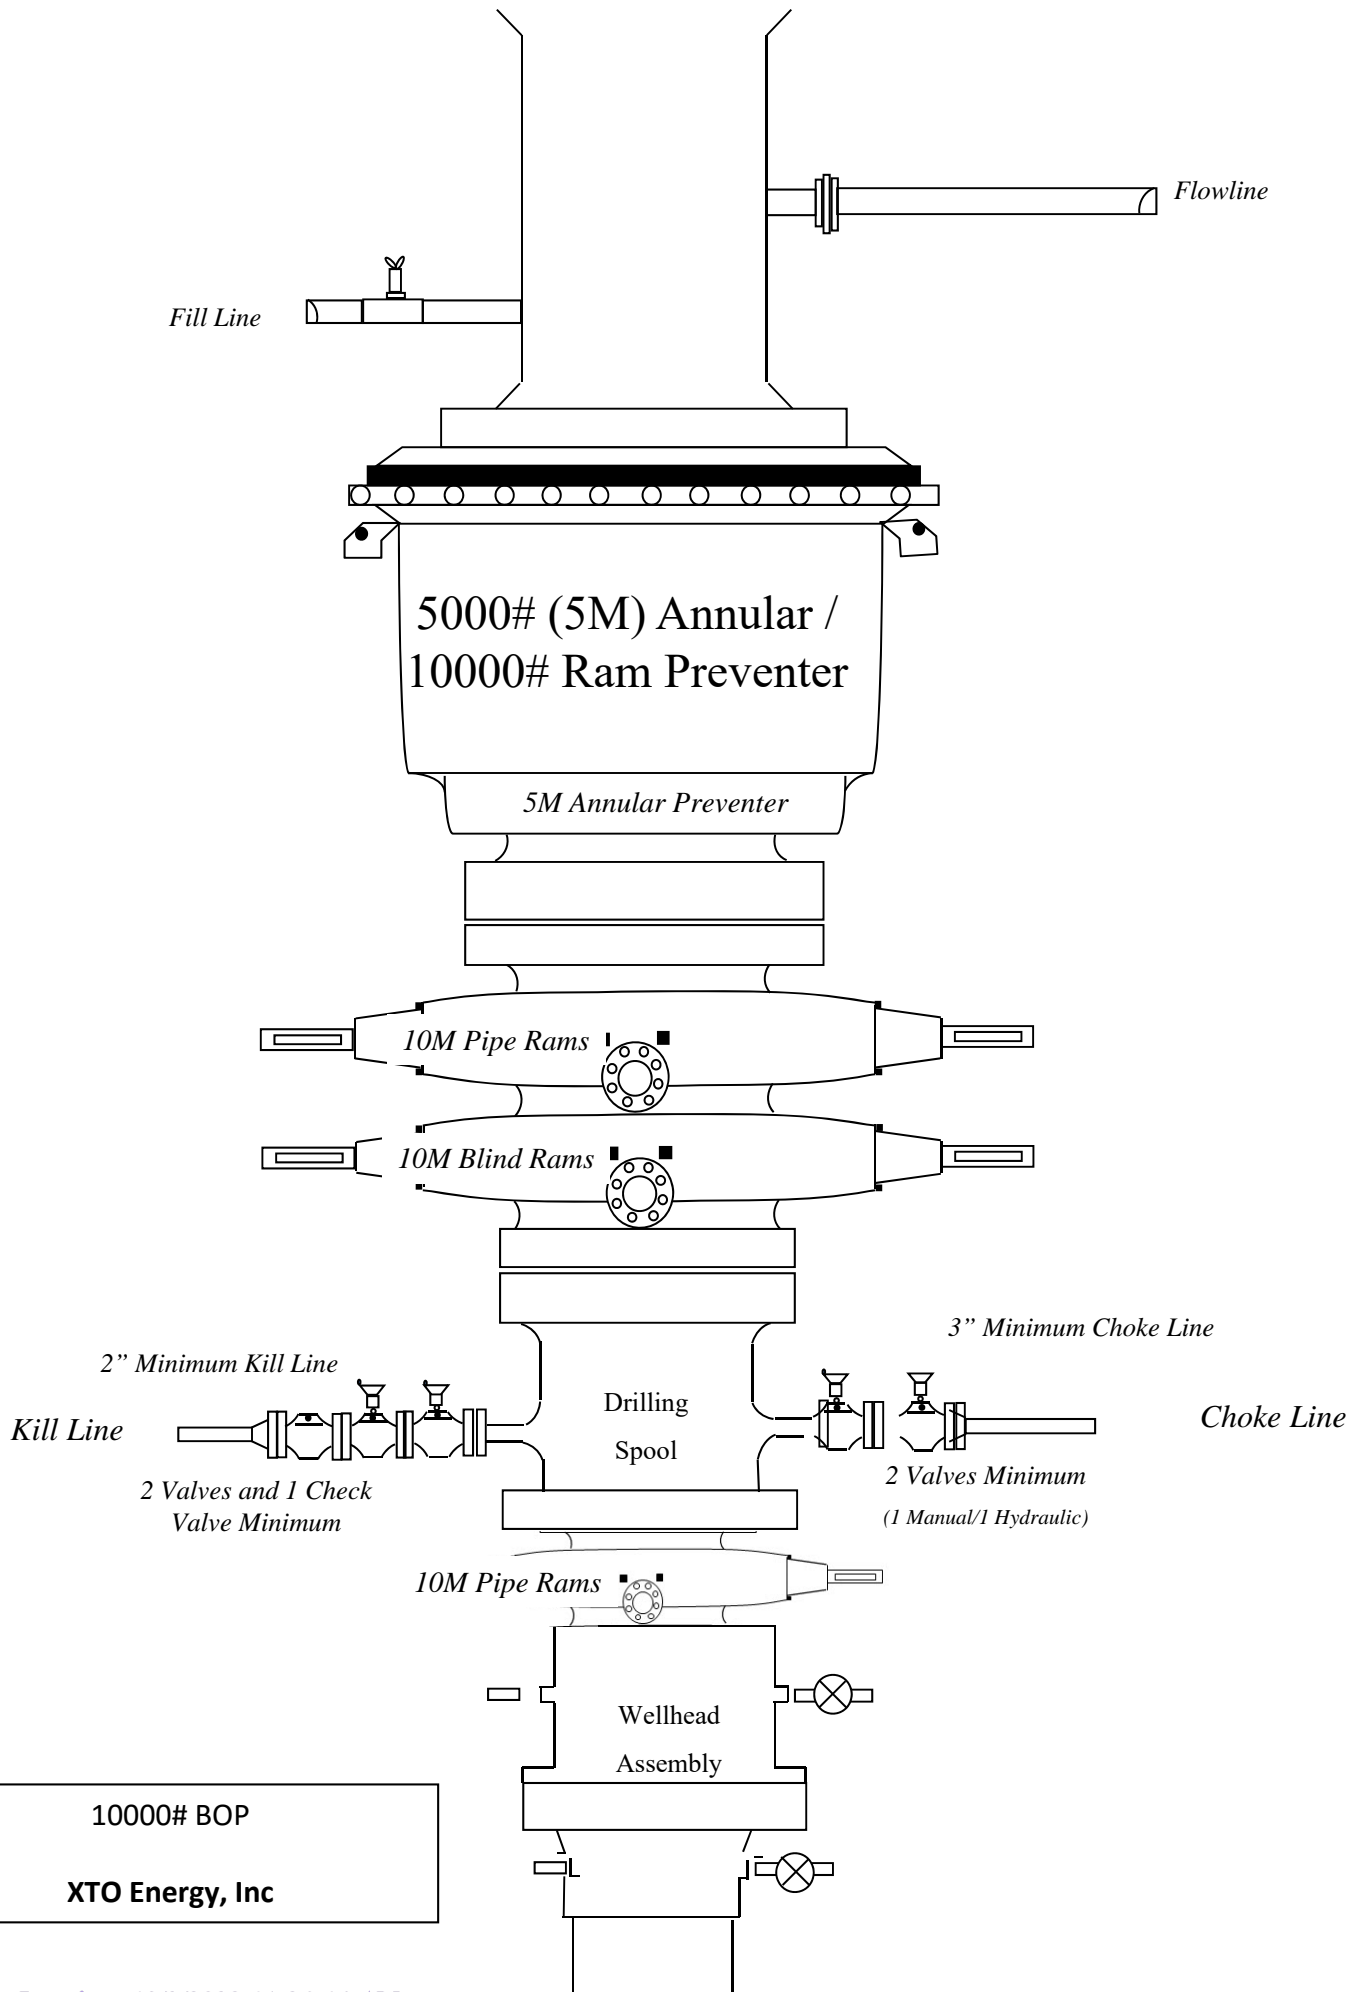 Flowline
Fill Line
5000# (5M) Annular /
10000# Ram Preventer
5M Annular Preventer
10M Pipe Rams
10M Blind Rams
3” Minimum Choke Line
2” Minimum Kill Line
Drilling
Spool
Kill Line
Choke Line
2 Valves and 1 Check
Valve Minimum
2 Valves Minimum
(1 Manual/1 Hydraulic)
10M Pipe Rams
Wellhead
Assembly
10000# BOP
XTO Energy, Inc